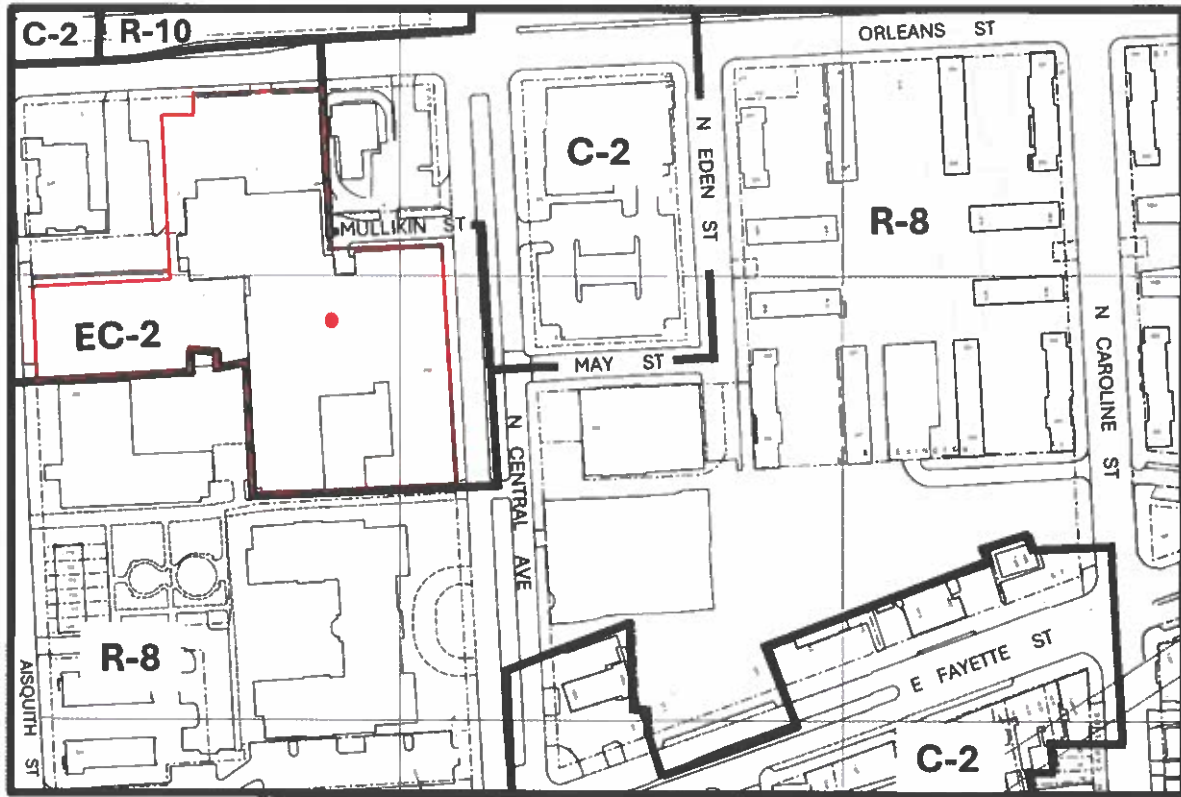 C-2
R-10
ORLEANS ST
C-2
N EDEN ST
R-8
MULLIKIN ST
EC-2
MAY ST
N CAROLINE ST
N CENTRAL AVE
R-8
AISQUITH ST
E FAYETTE ST
C-2